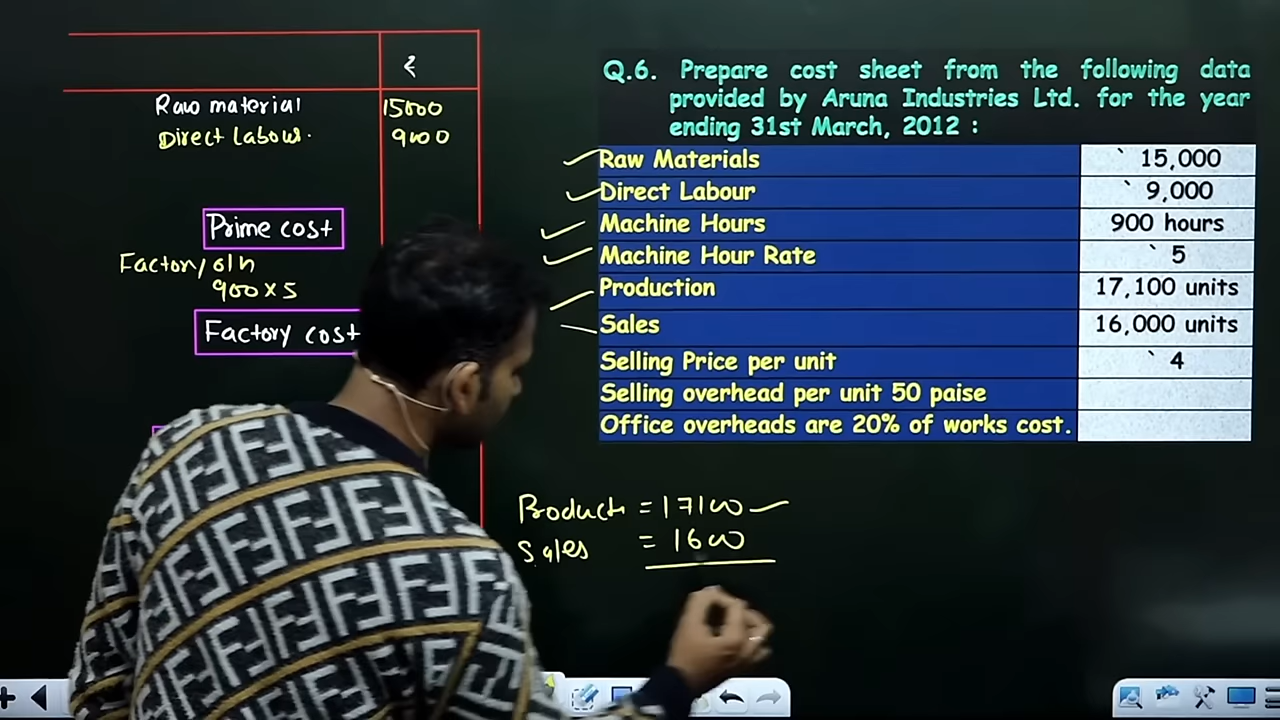 ₹
Raw material 15000
Direct Labour. 9000
Prime cost
Factory o/h
900 x 5
Factory cost
Q.6. Prepare cost sheet from the following data
provided by Aruna Industries Ltd. for the year
ending 31st March, 2012 :
Raw Materials ` 15,000
Direct Labour ` 9,000
Machine Hours 900 hours
Machine Hour Rate ` 5
Production 17,100 units
Sales 16,000 units
Selling Price per unit ` 4
Selling overhead per unit 50 paise
Office overheads are 20% of works cost.
Producti = 17100
Sales = 1600